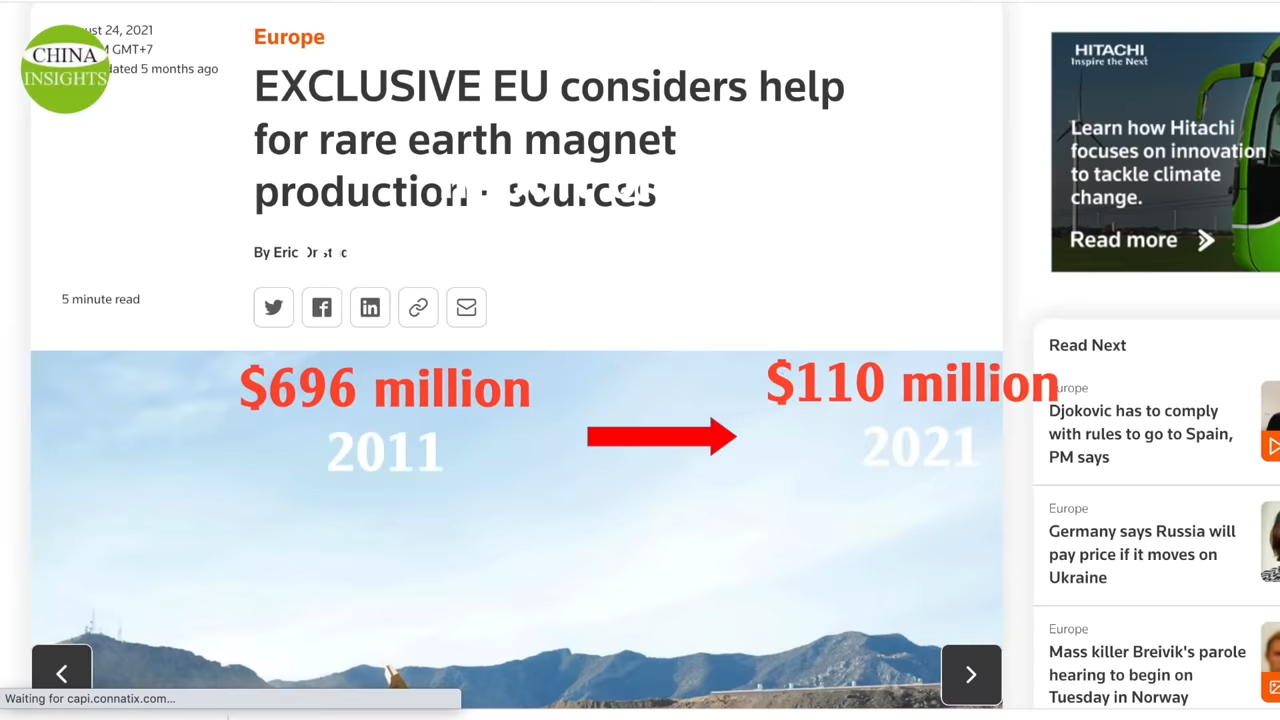 CHINA
INSIGHTS
ust 24, 2021
GMT+7
ated 5 months ago
Europe
EXCLUSIVE EU considers help
for rare earth magnet
production - sources
By Eric
5 minute read
$696 million
2011
$110 million
2021
HITACHI
Inspire the Next
Learn how Hitachi
focuses on innovation
to tackle climate
change.
Read more
Read Next
urope
Djokovic has to comply
with rules to go to Spain,
PM says
Europe
Germany says Russia will
pay price if it moves on
Ukraine
Europe
Mass killer Breivik's parole
hearing to begin on
Tuesday in Norway
Waiting for capi.connatix.com...